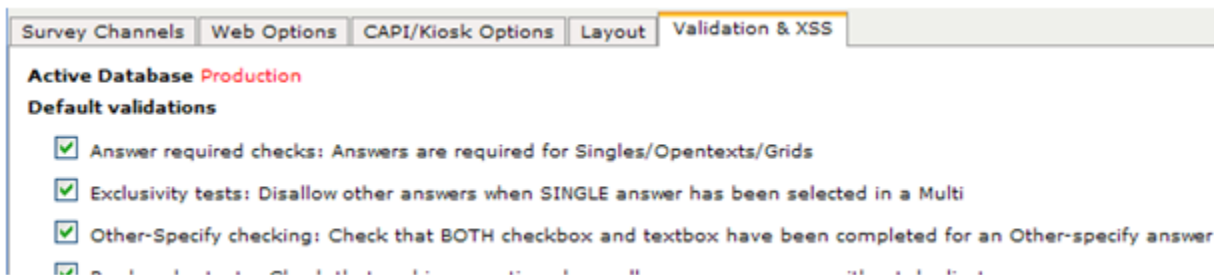 Survey Channels Web Options CAPI/Kiosk Options Layout Validation & XSS
Active Database Production
Default validations
Answer required checks: Answers are required for Singles/Opentexts/Grids
Exclusivity tests: Disallow other answers when SINGLE answer has been selected in a Multi
Other-Specify checking: Check that BOTH checkbox and textbox have been completed for an Other-specify answer